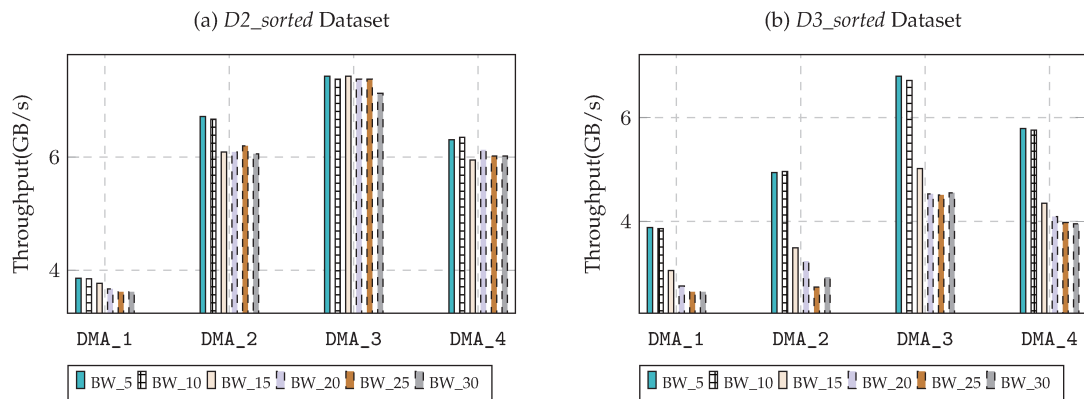 (a) D2_sorted Dataset
Throughput(GB/s)
6
4
DMA_1 DMA_2 DMA_3 DMA_4
BW_5 BW_10 BW_15 BW_20 BW_25 BW_30
(b) D3_sorted Dataset
Throughput(GB/s)
6
4
DMA_1 DMA_2 DMA_3 DMA_4
BW_5 BW_10 BW_15 BW_20 BW_25 BW_30